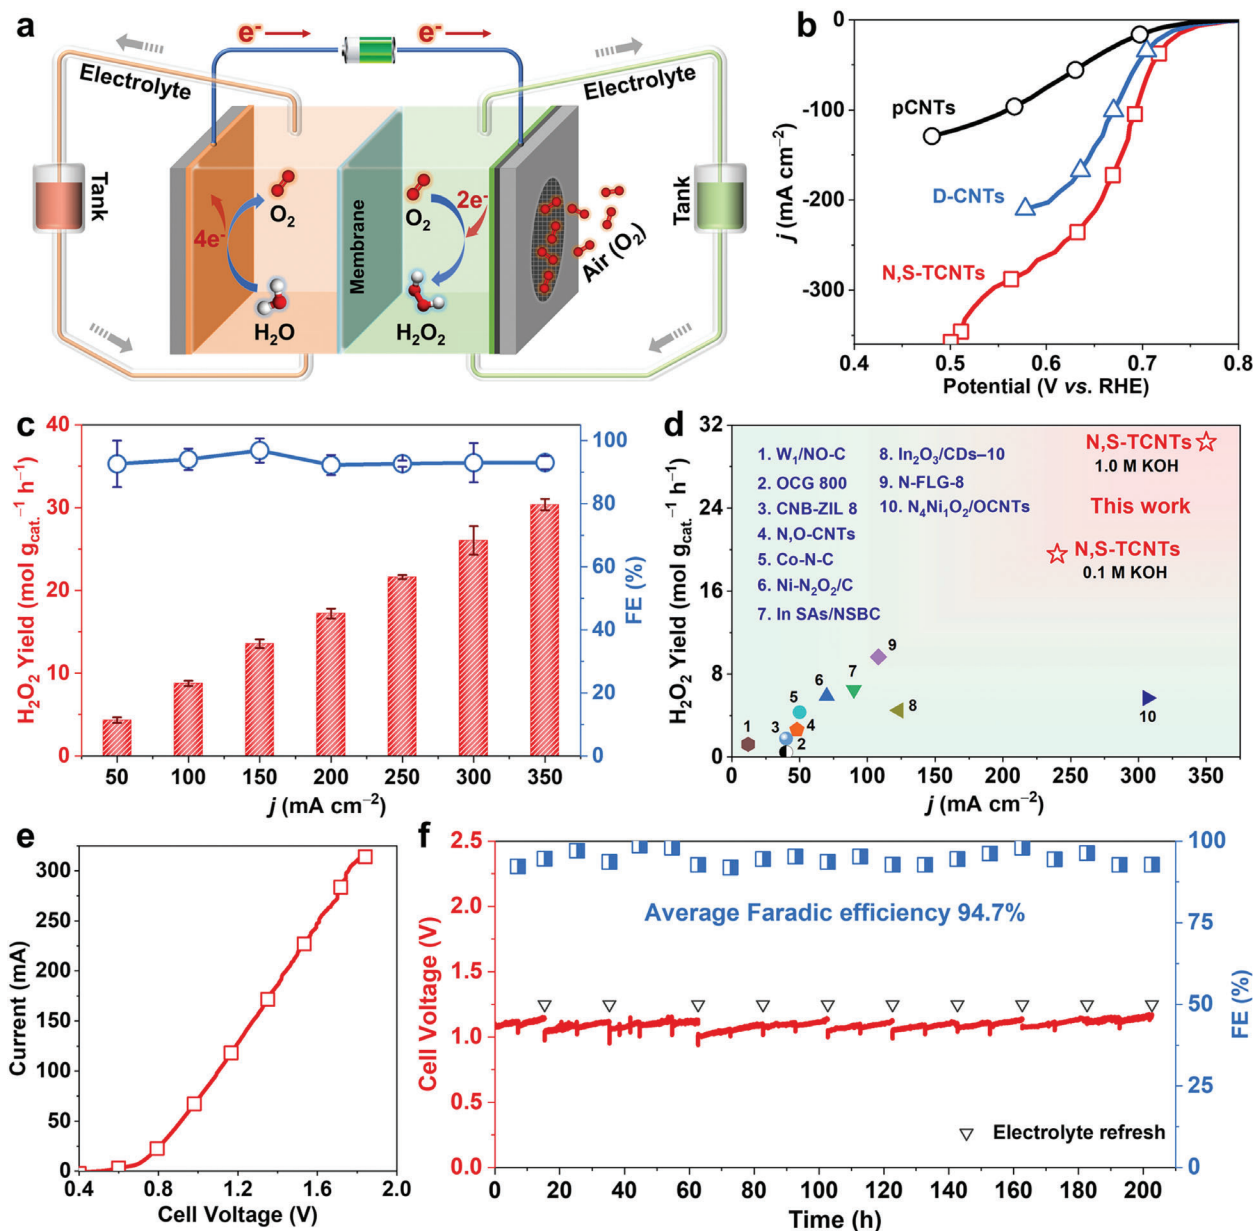 a
e⁻
e⁻
Electrolyte
Electrolyte
Tank
O₂
4e⁻
H₂O
Membrane
O₂
2e⁻
H₂O₂
Air (O₂)
Tank
b
0
-100
-200
-300
j (mA cm⁻²)
pCNTs
D-CNTs
N,S-TCNTs
0.4 0.5 0.6 0.7 0.8
Potential (V vs. RHE)
c
40
30
20
10
0
H₂O₂ Yield (mol g_cat.⁻¹ h⁻¹)
100
80
60
40
20
0
FE (%)
50 100 150 200 250 300 350
j (mA cm⁻²)
d
32
24
16
8
0
H₂O₂ Yield (mol g_cat.⁻¹ h⁻¹)
1. W₁/NO-C
2. OCG 800
3. CNB-ZIL 8
4. N,O-CNTs
5. Co-N-C
6. Ni-N₂O₂/C
7. In SAs/NSBC
8. In₂O₃/CDs–10
9. N-FLG-8
10. N₄Ni₁O₂/OCNTs
N,S-TCNTs
1.0 M KOH
This work
N,S-TCNTs
0.1 M KOH
1
2
3
4
5
6
7
8
9
10
0 50 100 150 200 250 300 350
j (mA cm⁻²)
e
300
250
200
150
100
50
0
Current (mA)
0.4 0.8 1.2 1.6 2.0
Cell Voltage (V)
f
2.5
2.0
1.5
1.0
0.5
0.0
Cell Voltage (V)
Average Faradic efficiency 94.7%
Electrolyte refresh
100
75
50
25
0
FE (%)
0 20 40 60 80 100 120 140 160 180 200
Time (h)